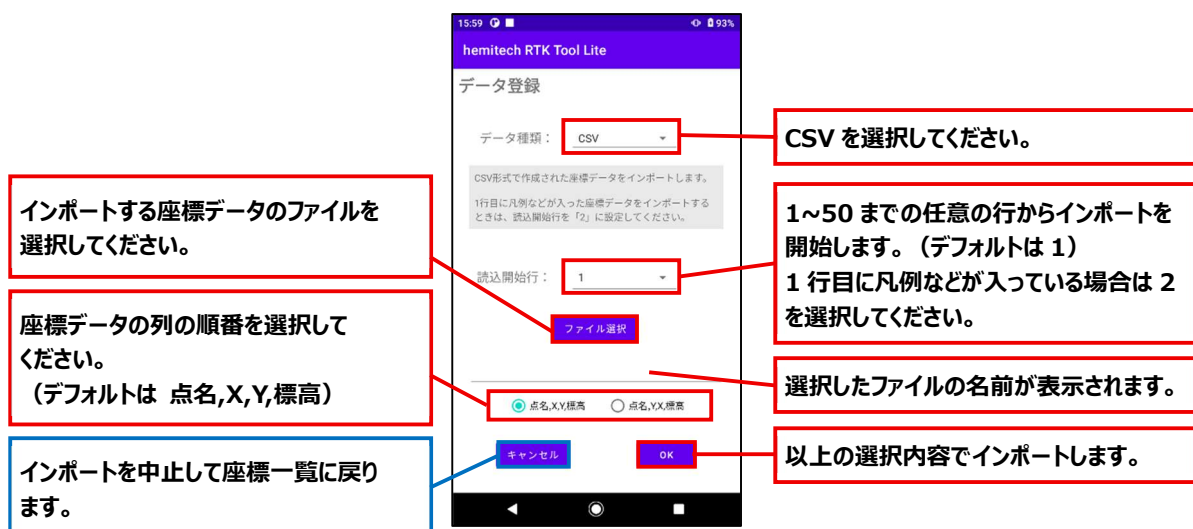 15:59
93%
hemitech RTK Tool Lite
データ登録
データ種類：
CSV
CSV形式で作成された座標データをインポートします。
1行目に凡例などが入った座標データをインポートする
ときは、読込開始行を「2」に設定してください。
読込開始行：
1
ファイル選択
点名,X,Y,標高
点名,Y,X,標高
キャンセル
OK
インポートする座標データのファイルを
選択してください。
座標データの列の順番を選択して
ください。
（デフォルトは 点名,X,Y,標高）
インポートを中止して座標一覧に戻り
ます。
CSV を選択してください。
1~50 までの任意の行からインポートを
開始します。（デフォルトは 1）
1 行目に凡例などが入っている場合は 2
を選択してください。
選択したファイルの名前が表示されます。
以上の選択内容でインポートします。